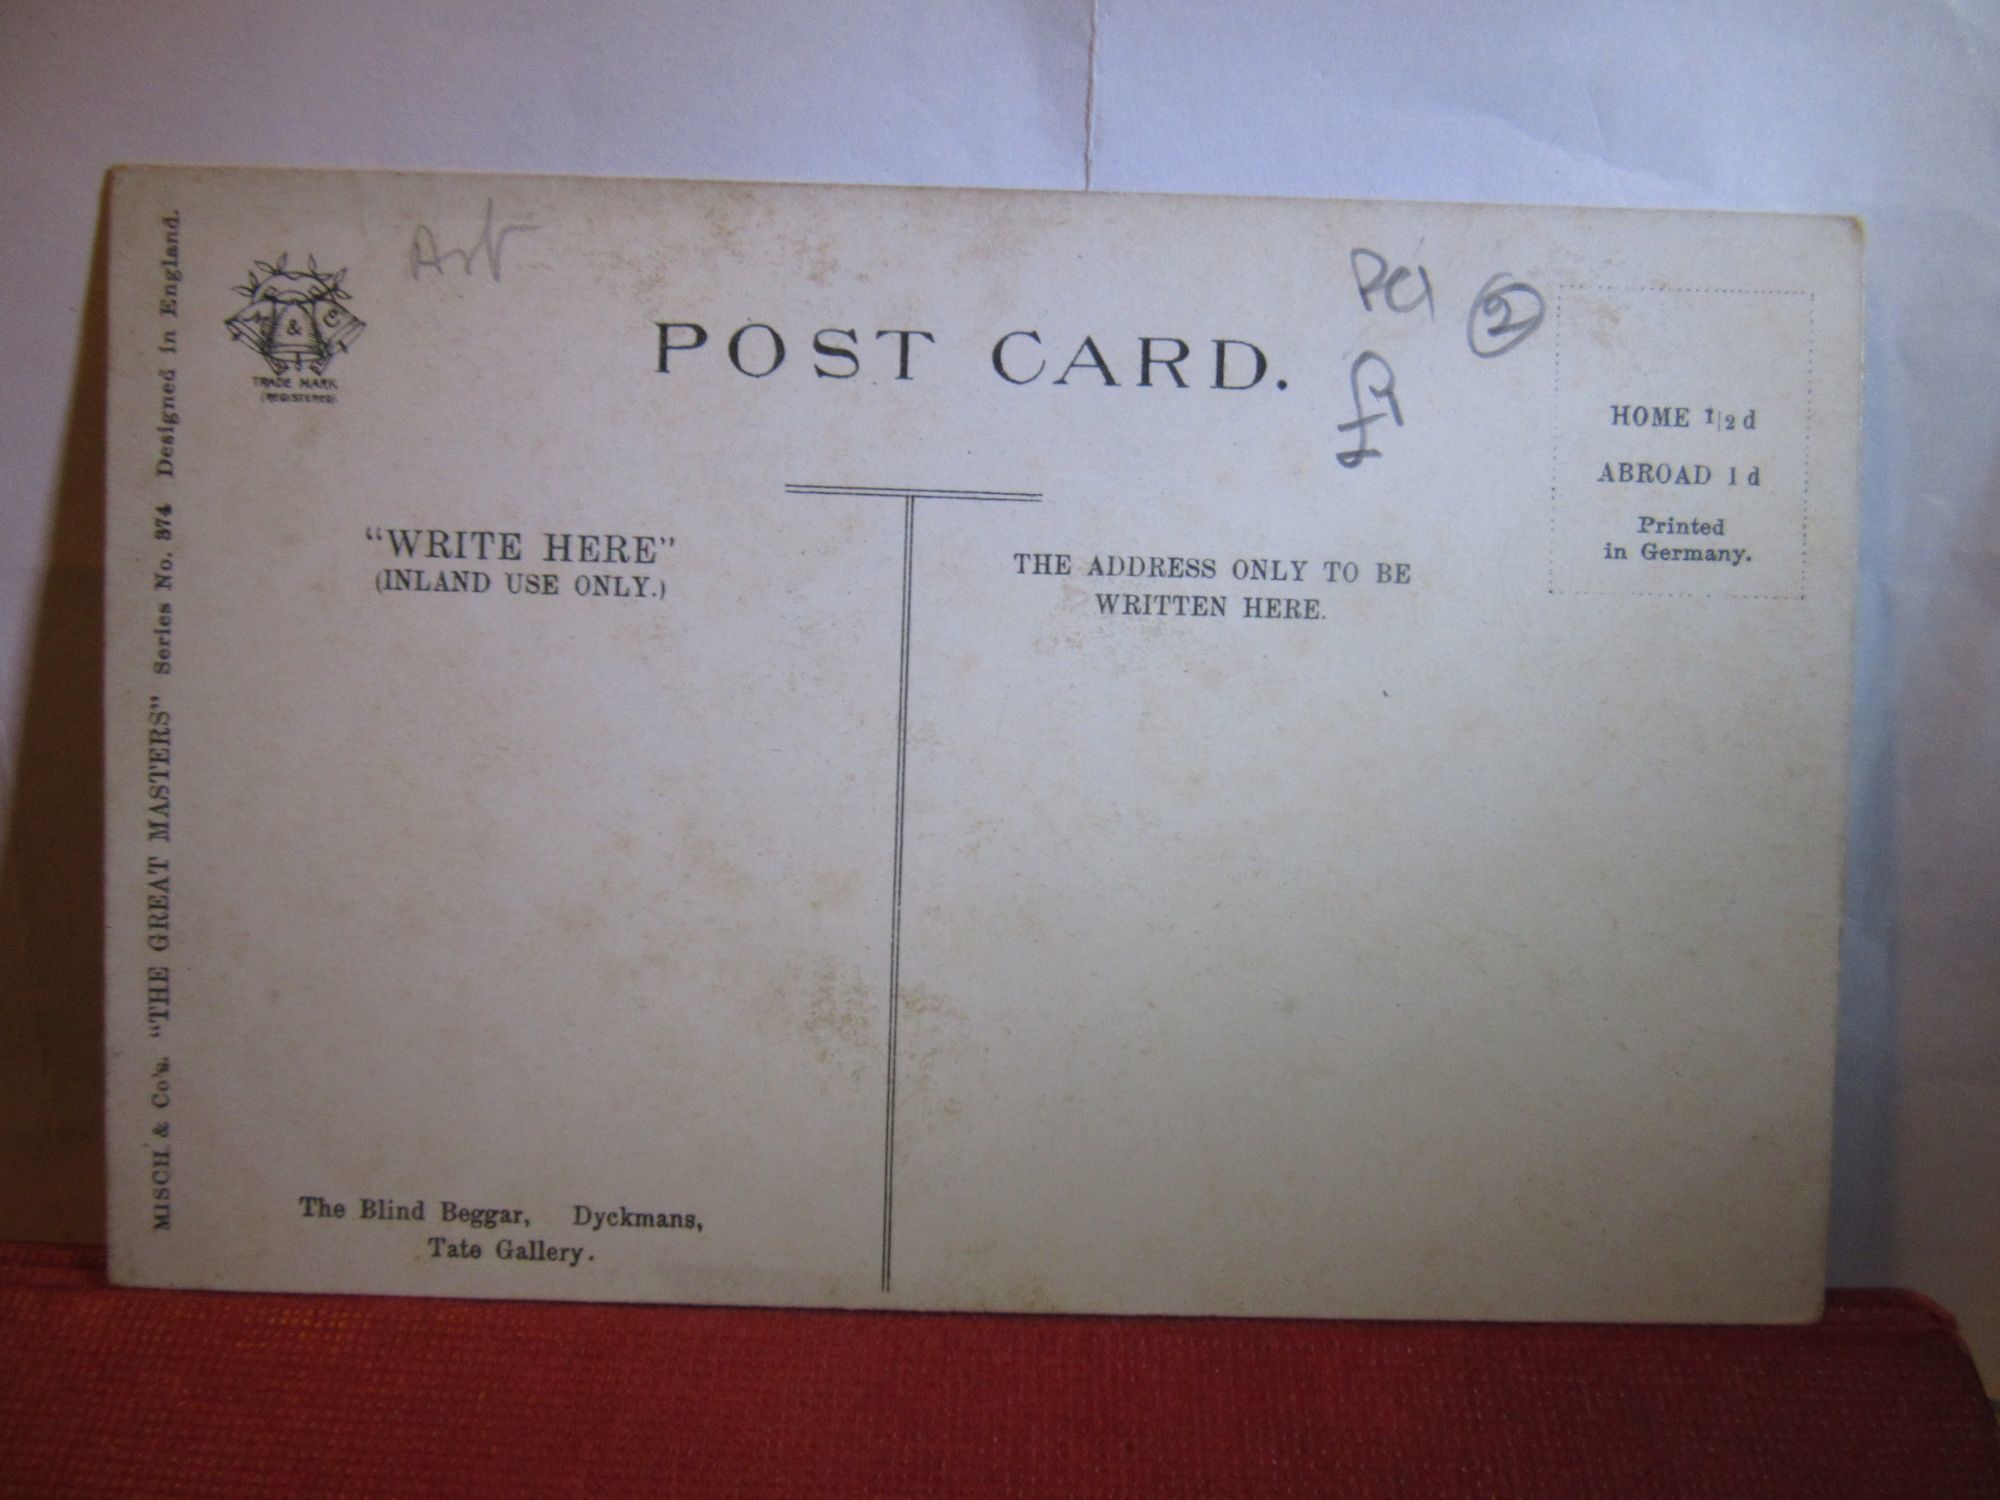 MISCH. & Co's. "THE GREAT MASTERS" Series No. 374 Designed in England.
M & Co
TRADE MARK
(REGISTERED)
Art
POST CARD.
②
HOME 1/2 d
ABROAD 1 d
Printed
in Germany.
"WRITE HERE"
(INLAND USE ONLY.)
THE ADDRESS ONLY TO BE
WRITTEN HERE.
The Blind Beggar, Dyckmans,
Tate Gallery.